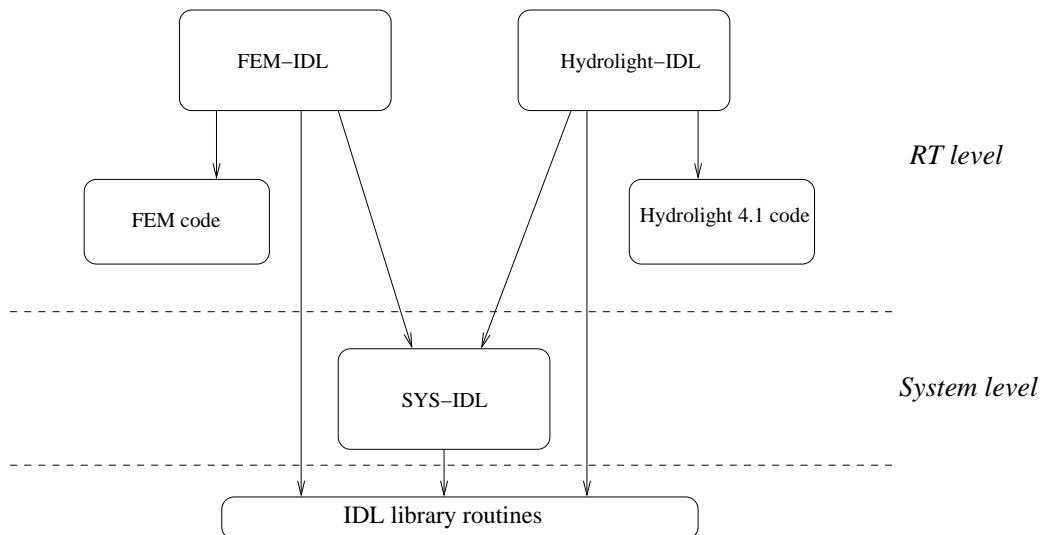 FEM−IDL
Hydrolight−IDL
RT level
FEM code
Hydrolight 4.1 code
System level
SYS−IDL
IDL library routines